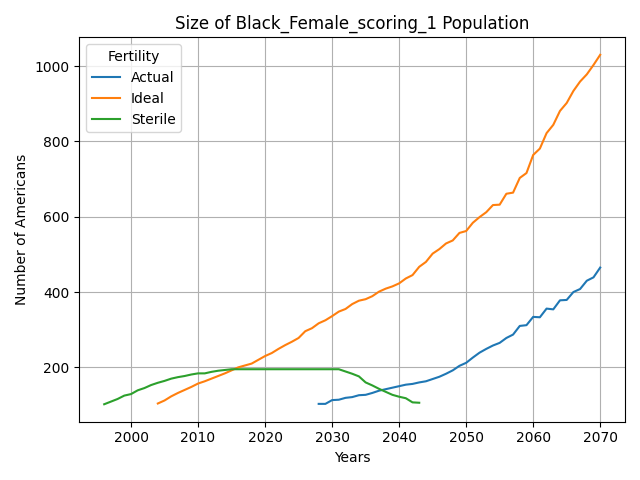 Size of Black_Female_scoring_1 Population
Fertility
Actual
Ideal
Sterile
Number of Americans
1000
800
600
400
200
2000 2010 2020 2030 2040 2050 2060 2070
Years